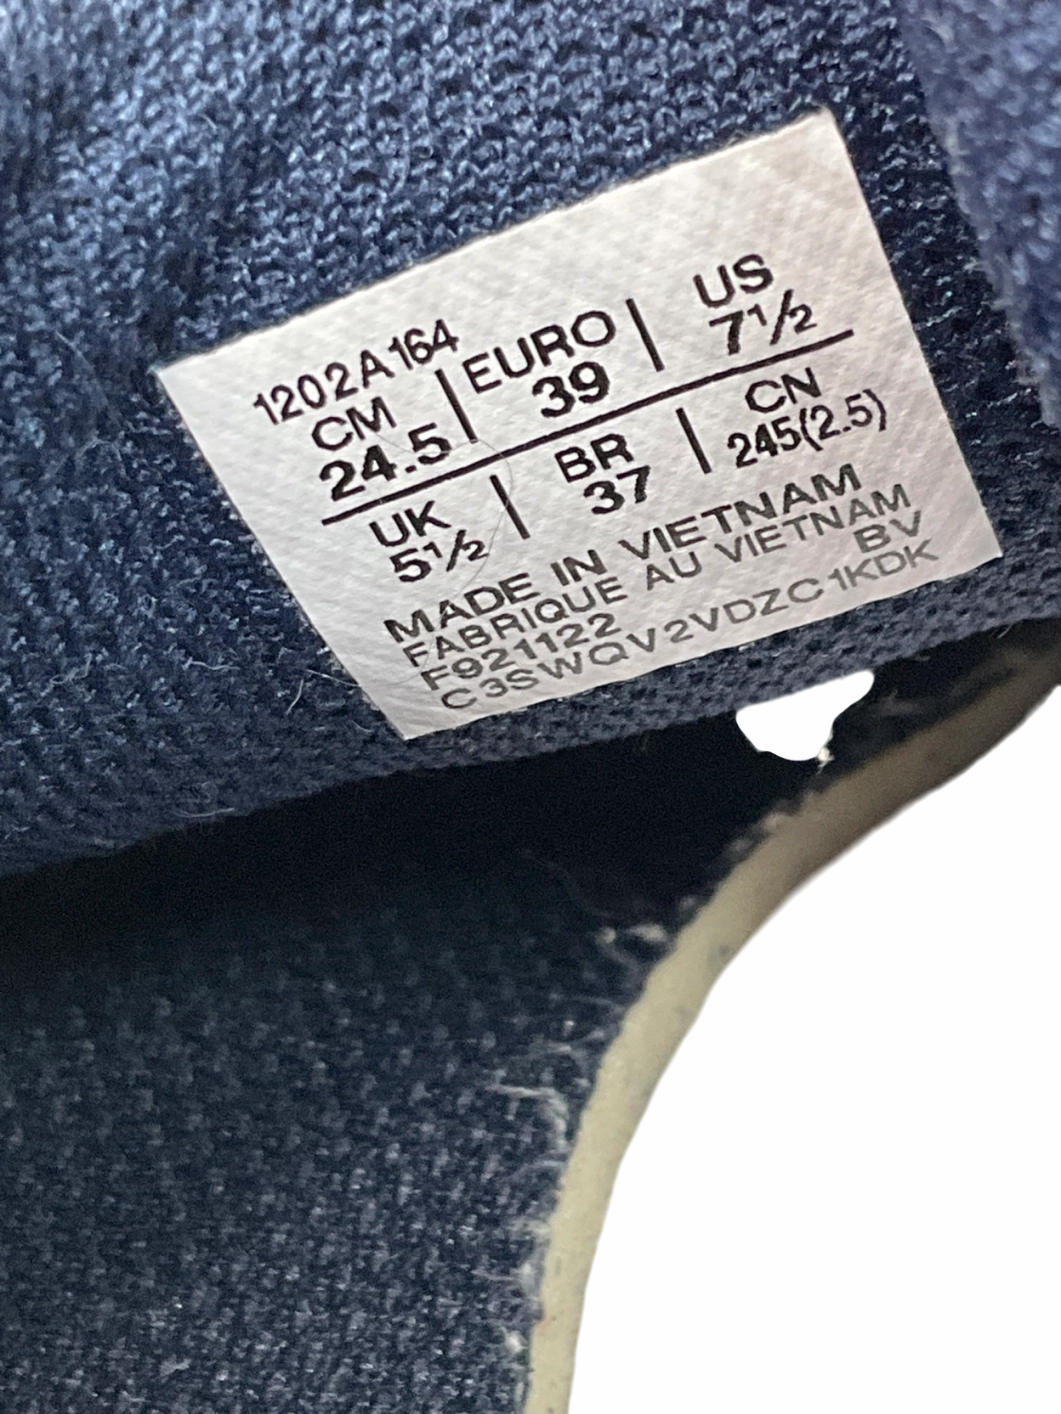 1202A164
CM | EURO | US
24.5 39 7½
UK | BR | CN
5½ 37 245(2.5)
MADE IN VIETNAM
FABRIQUE AU VIETNAM
F921122 BV
C3SWQV2VDZC1KDK